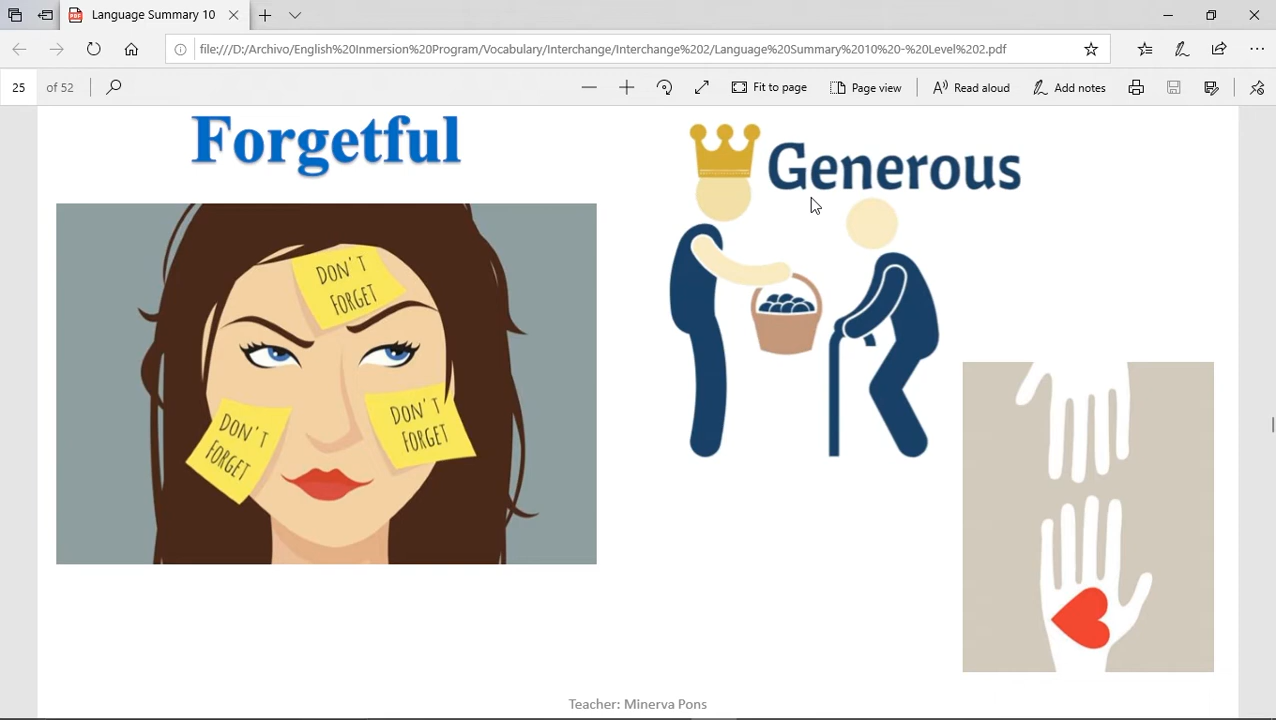 Language Summary 10
file:///D:/Archivo/English%20Inmersion%20Program/Vocabulary/Interchange/Interchange%202/Language%20Summary%2010%20-%20Level%202.pdf
25 of 52
Fit to page
Page view
Read aloud
Add notes
Forgetful
Generous
DON'T
FORGET
DON'T
FORGET
DON'T
FORGET
Teacher: Minerva Pons